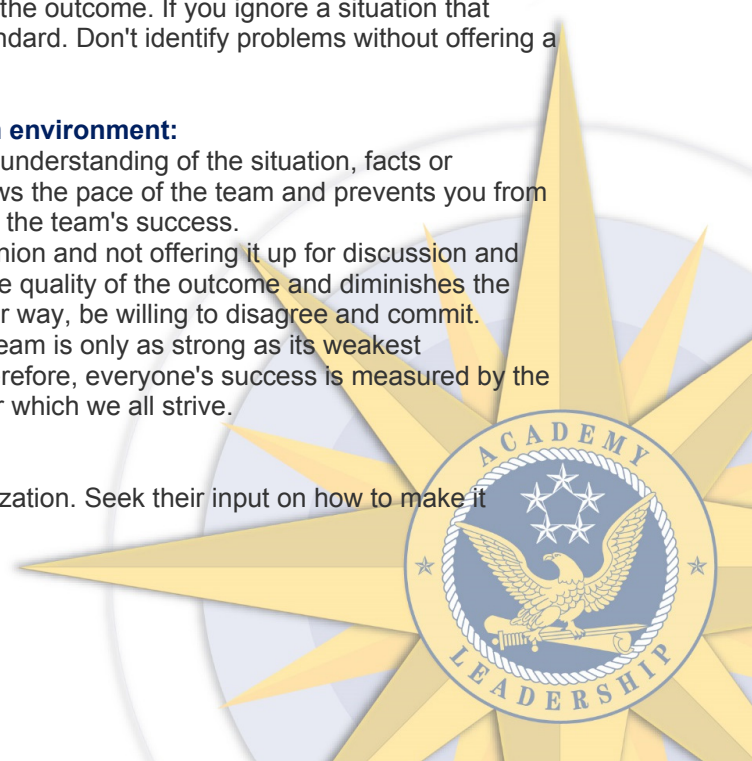 the outcome. If you ignore a situation that
ndard. Don't identify problems without offering a
environment:
understanding of the situation, facts or
ws the pace of the team and prevents you from
the team's success.
nion and not offering it up for discussion and
e quality of the outcome and diminishes the
r way, be willing to disagree and commit.
eam is only as strong as its weakest
refore, everyone's success is measured by the
r which we all strive.
ization. Seek their input on how to make it
ACADEMY
LEADERSHIP